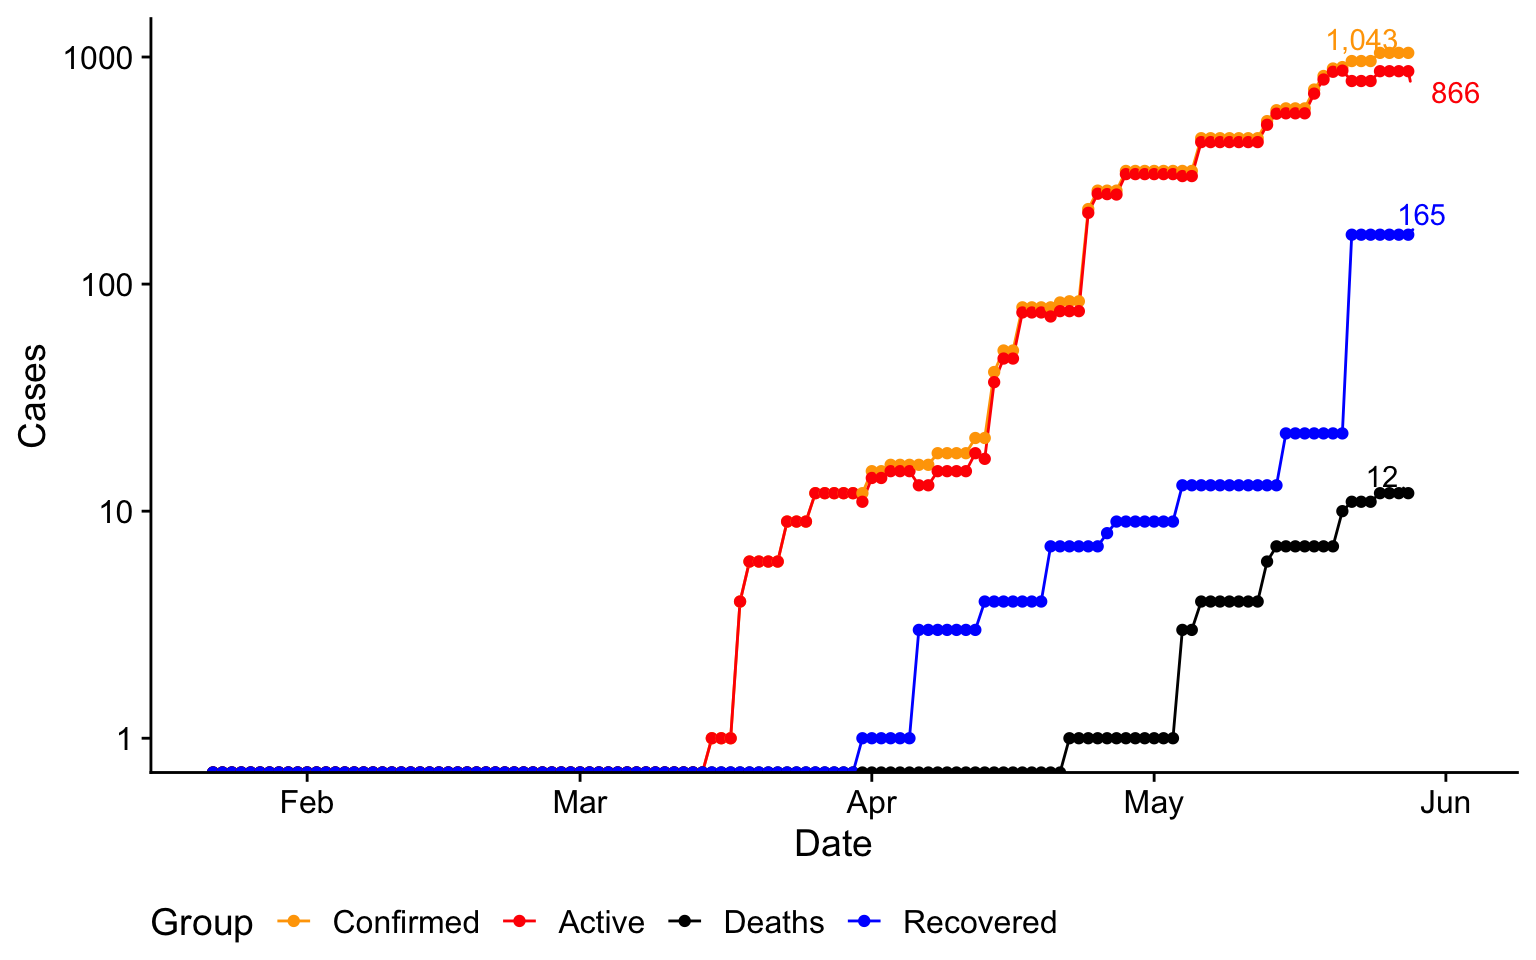 1,043
1000
866
165
100
Cases
12
10
1
Feb Mar Apr May Jun
Date
Group Confirmed Active Deaths Recovered